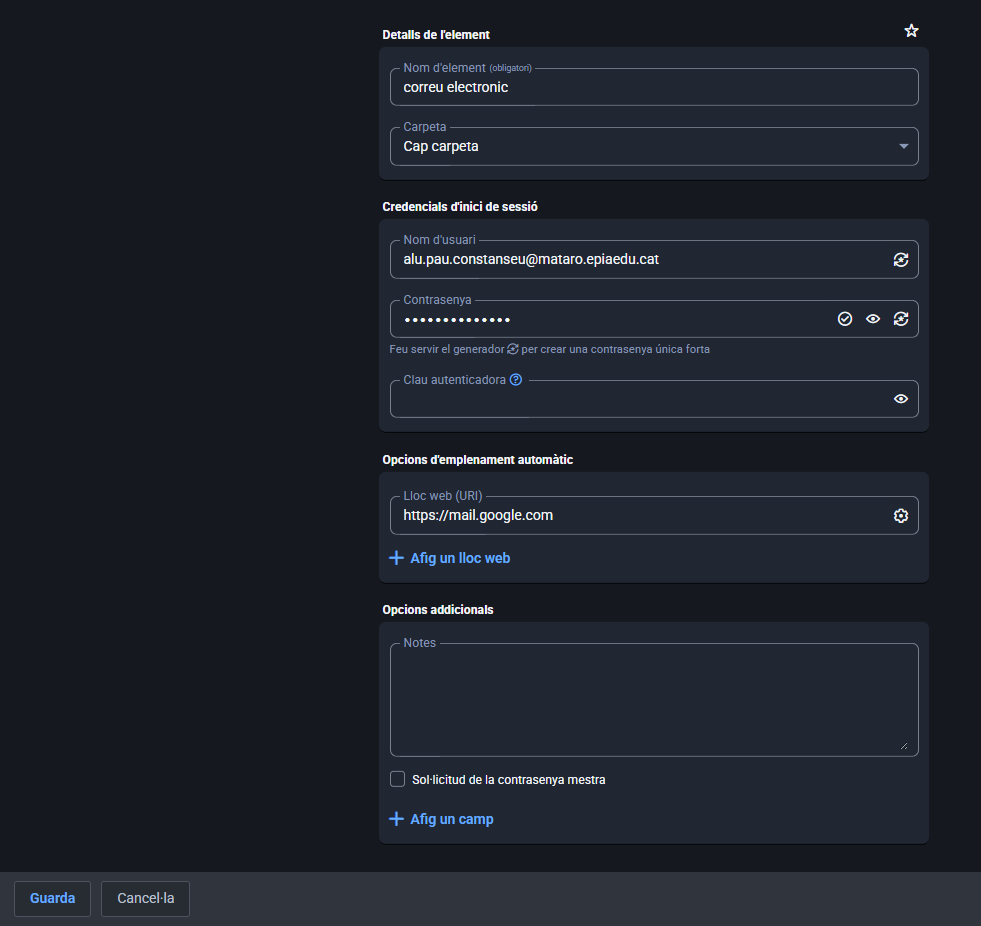 Detalls de l'element
Nom d'element (obligatori)
correu electronic
Carpeta
Cap carpeta
Credencials d'inici de sessió
Nom d'usuari
alu.pau.constanseu@mataro.epiaedu.cat
Contrasenya
••••••••••••••
Feu servir el generador per crear una contrasenya única forta
Clau autenticadora
Opcions d'emplenament automàtic
Lloc web (URI)
https://mail.google.com
Afig un lloc web
Opcions addicionals
Notes
Sol·licitud de la contrasenya mestra
Afig un camp
Guarda
Cancel·la